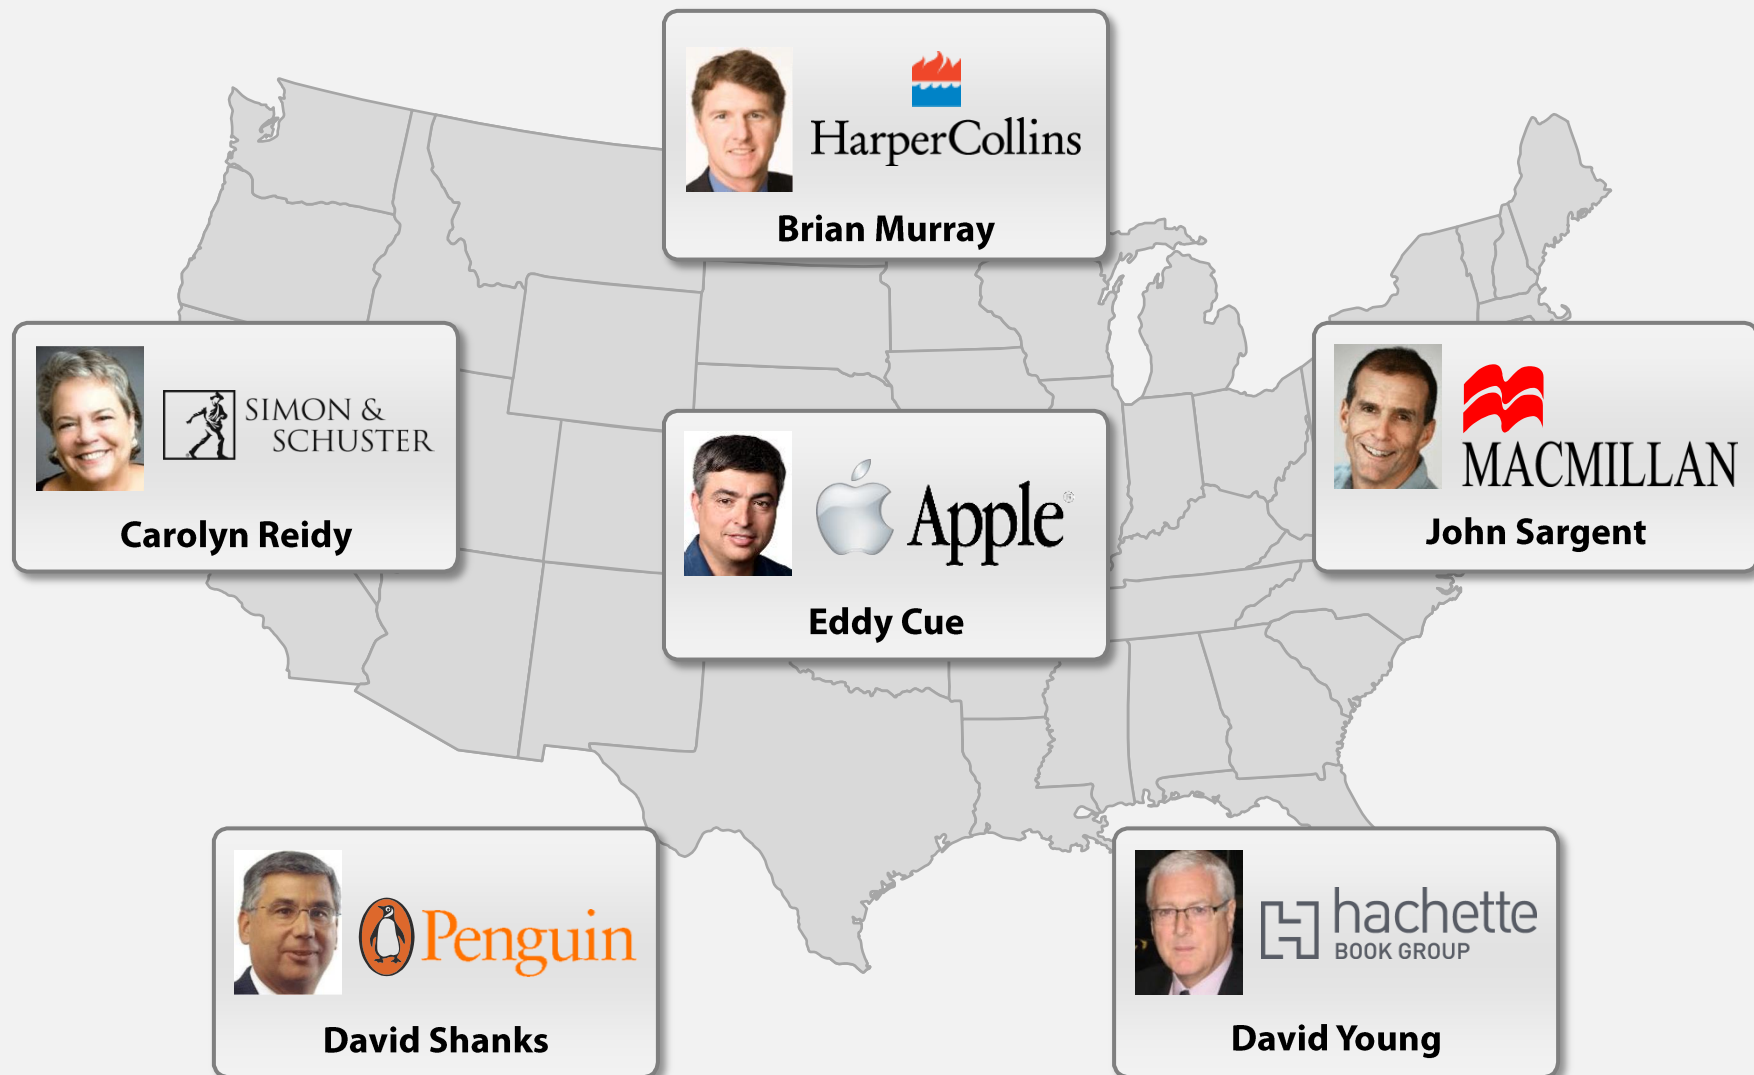 HarperCollins
Brian Murray
SIMON &
SCHUSTER
Carolyn Reidy
Apple®
Eddy Cue
MACMILLAN
John Sargent
Penguin
David Shanks
hachette
BOOK GROUP
David Young